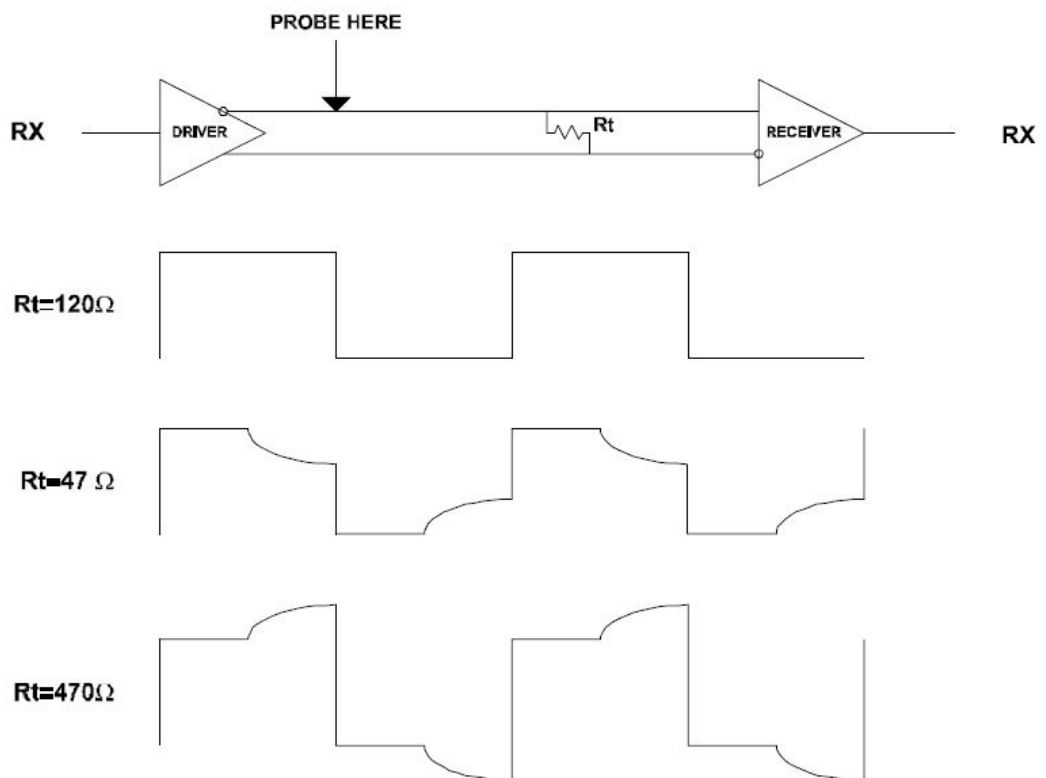 PROBE HERE
RX
DRIVER
Rt
RECEIVER
RX
Rt=120Ω
Rt=47 Ω
Rt=470Ω